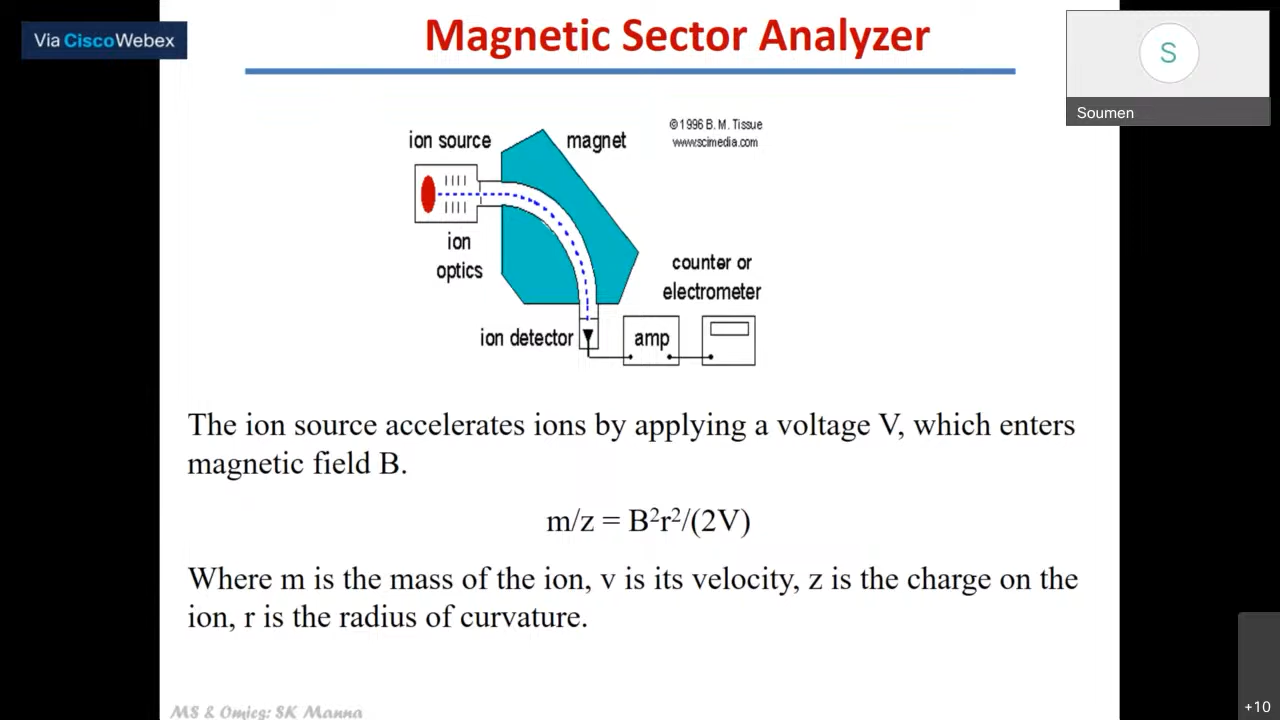 Via CiscoWebex
Magnetic Sector Analyzer
S
Soumen
©1996 B. M. Tissue
www.scimedia.com
ion source
magnet
ion
optics
counter or
electrometer
ion detector
amp
The ion source accelerates ions by applying a voltage V, which enters
magnetic field B.
m/z = B²r²/(2V)
Where m is the mass of the ion, v is its velocity, z is the charge on the
ion, r is the radius of curvature.
MS & Omics: SK Manna
+10